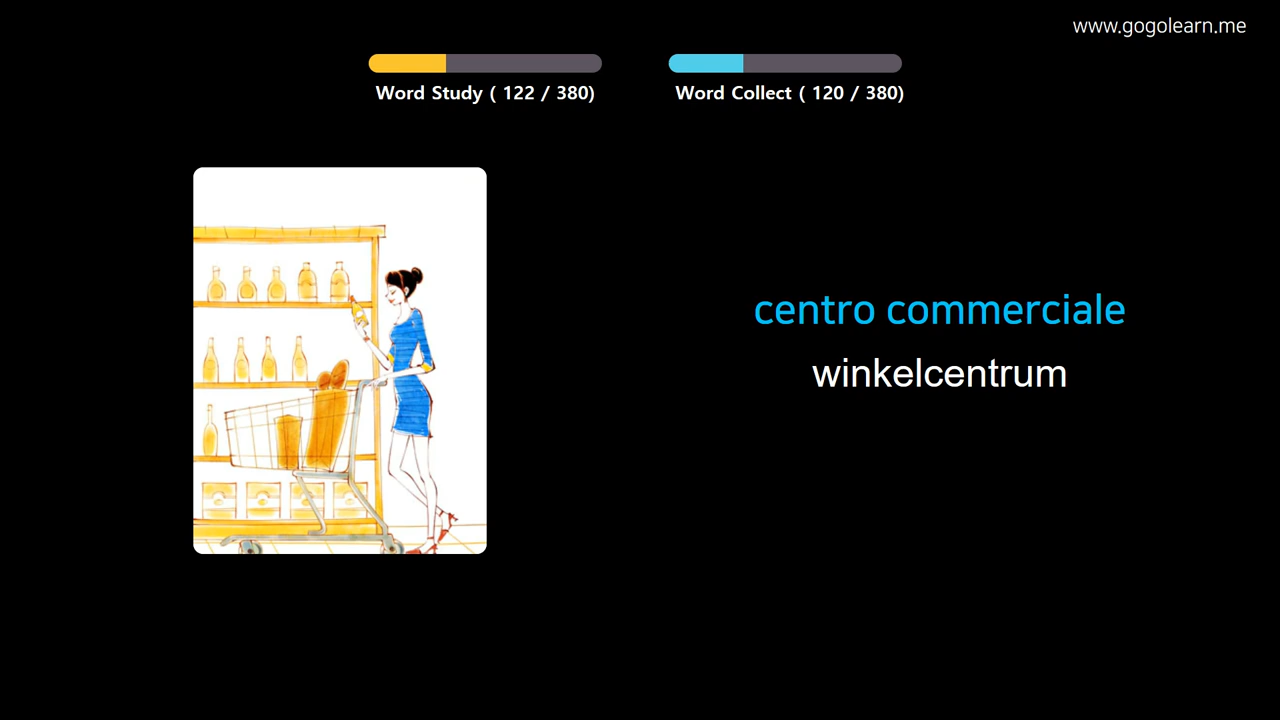 www.gogolearn.me
Word Study ( 122 / 380)
Word Collect ( 120 / 380)
centro commerciale
winkelcentrum